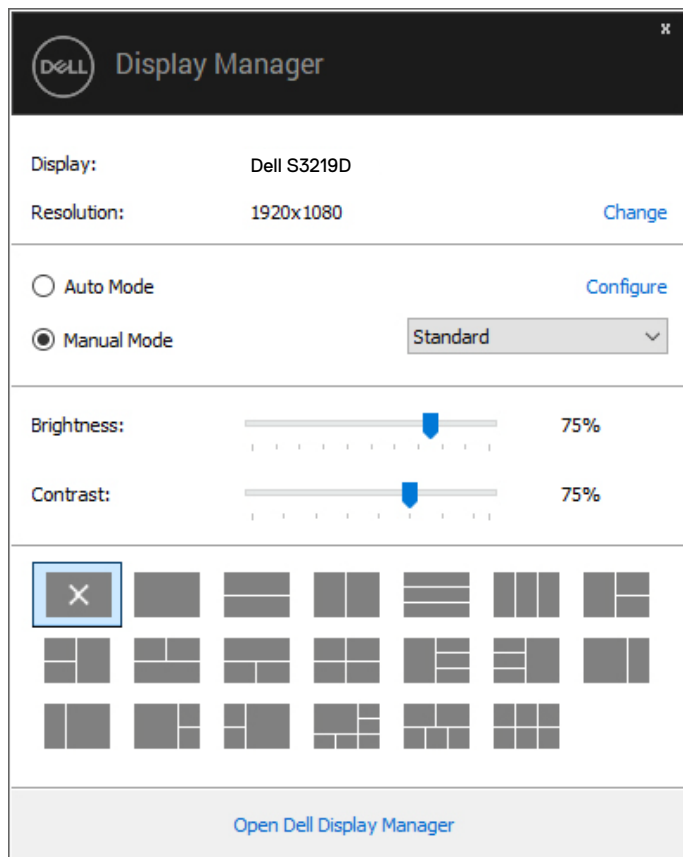 x
DELL Display Manager
Display: Dell S3219D
Resolution: 1920x1080 Change
Auto Mode Configure
Manual Mode Standard
Brightness: 75%
Contrast: 75%
Open Dell Display Manager